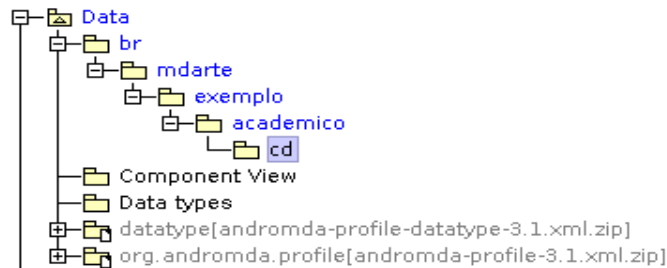 Data
br
mdarte
exemplo
academico
cd
Component View
Data types
datatype[andromda-profile-datatype-3.1.xml.zip]
org.andromda.profile[andromda-profile-3.1.xml.zip]